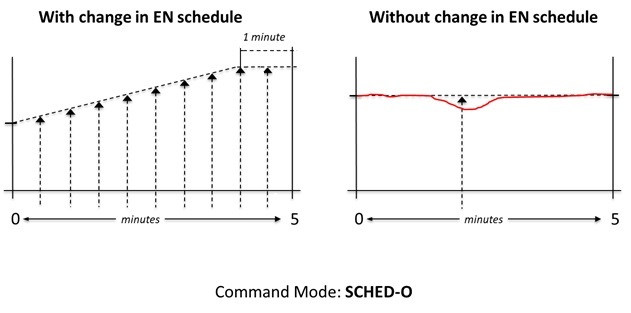 With change in EN schedule
Without change in EN schedule
1 minute
0
minutes
5
0
minutes
5
Command Mode: SCHED-O